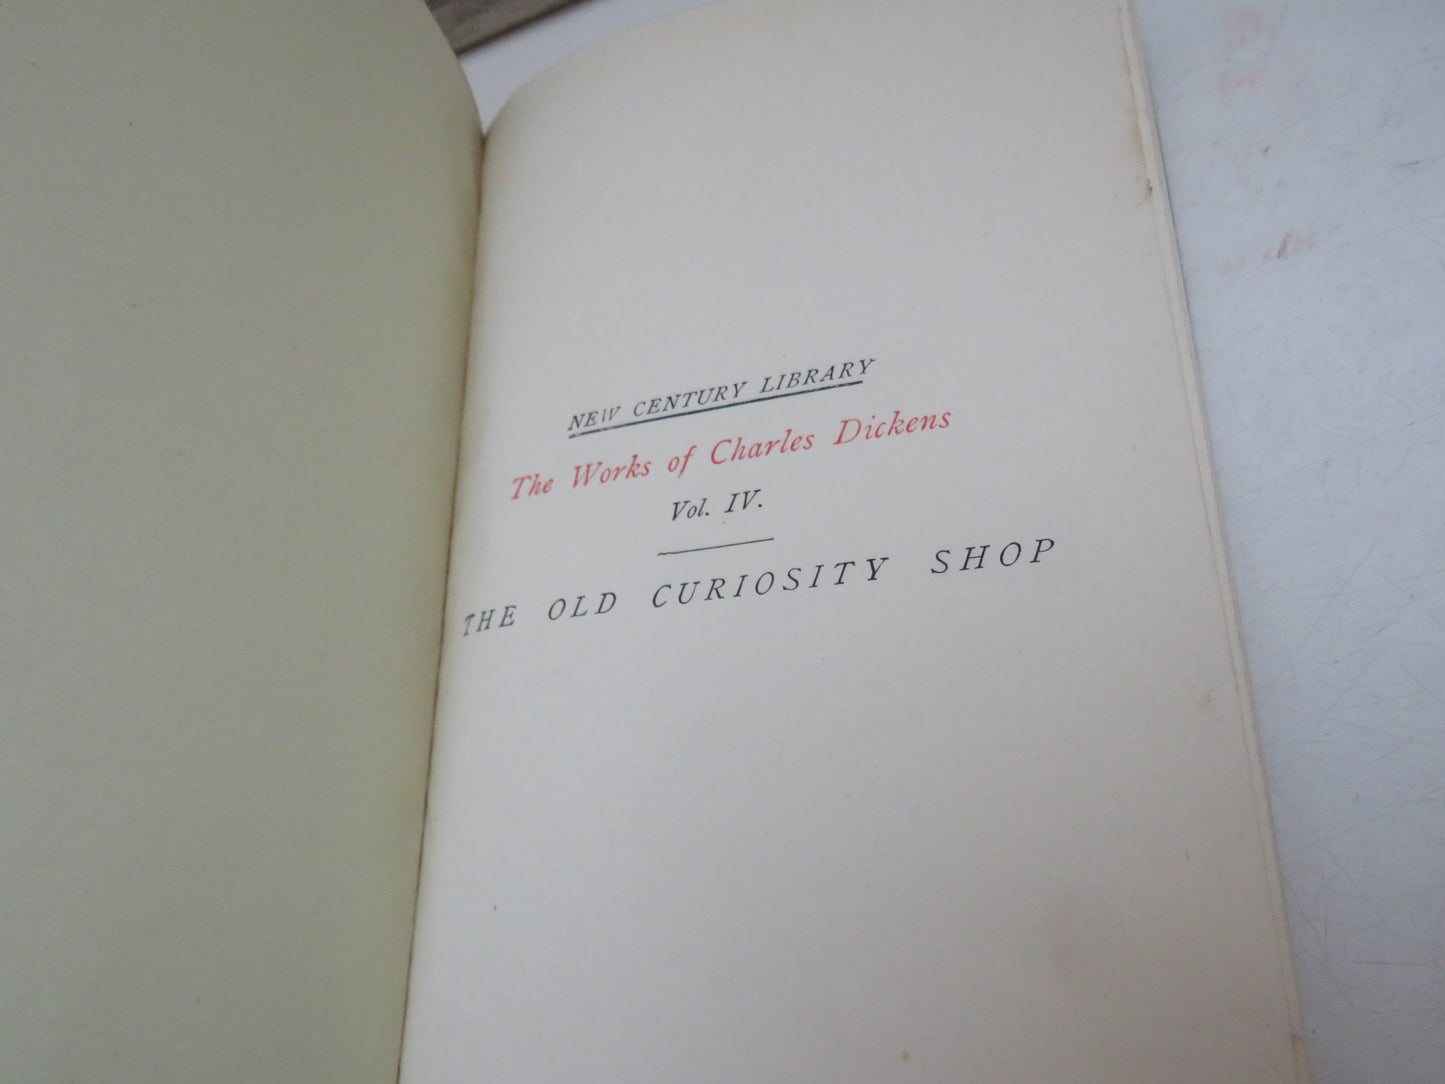 NEW CENTURY LIBRARY
The Works of Charles Dickens
Vol. IV.
THE OLD CURIOSITY SHOP